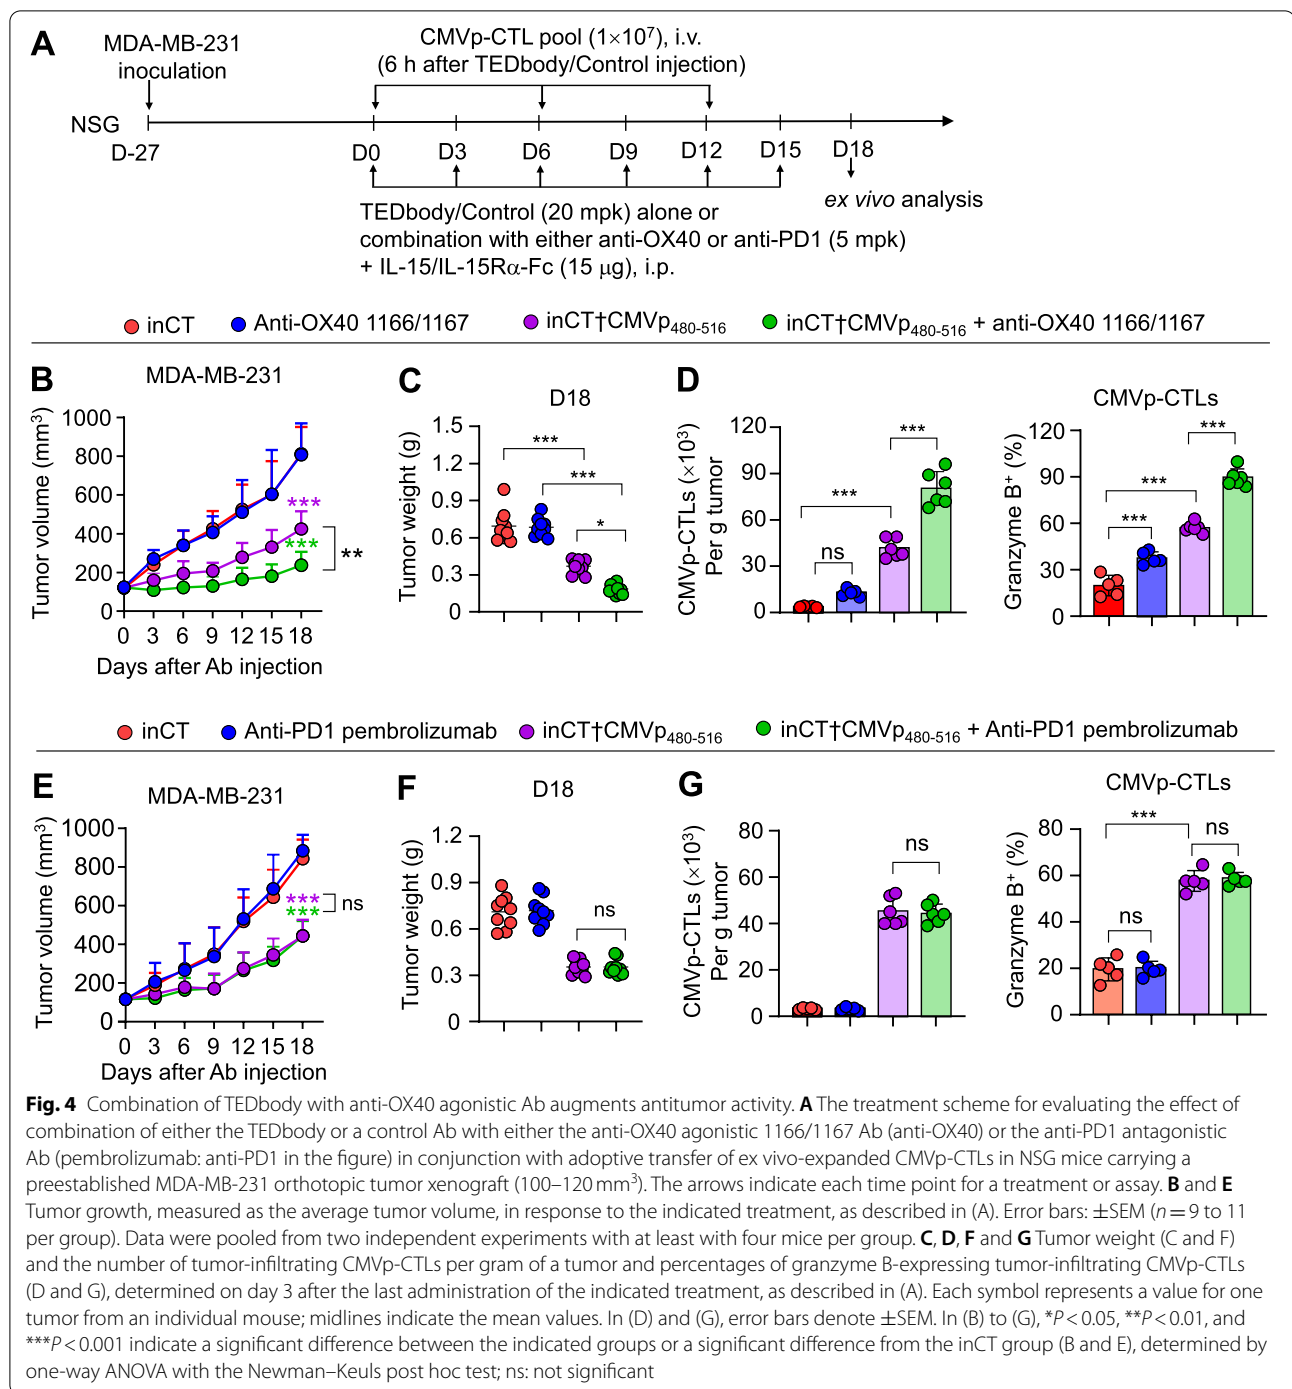 A
MDA-MB-231
inoculation
CMVp-CTL pool (1×10⁷), i.v.
(6 h after TEDbody/Control injection)
NSG
D-27
D0
D3
D6
D9
D12
D15
D18
ex vivo analysis
TEDbody/Control (20 mpk) alone or
combination with either anti-OX40 or anti-PD1 (5 mpk)
+ IL-15/IL-15Rα-Fc (15 μg), i.p.
inCT
Anti-OX40 1166/1167
inCT†CMVp480-516
inCT†CMVp480-516 + anti-OX40 1166/1167
B
MDA-MB-231
Tumor volume (mm³)
1000
800
600
400
200
0
***
***
**
0 3 6 9 12 15 18
Days after Ab injection
C
D18
Tumor weight (g)
1.5
1.2
0.9
0.6
0.3
0
***
***
*
D
CMVp-CTLs (×10³)
Per g tumor
120
90
60
30
0
***
***
ns
CMVp-CTLs
Granzyme B⁺ (%)
120
90
60
30
0
***
***
***
inCT
Anti-PD1 pembrolizumab
inCT†CMVp480-516
inCT†CMVp480-516 + Anti-PD1 pembrolizumab
E
MDA-MB-231
Tumor volume (mm³)
1000
800
600
400
200
0
***
***
ns
0 3 6 9 12 15 18
Days after Ab injection
F
D18
Tumor weight (g)
1.2
0.9
0.6
0.3
0
ns
G
CMVp-CTLs (×10³)
Per g tumor
80
60
40
20
0
ns
CMVp-CTLs
Granzyme B⁺ (%)
80
60
40
20
0
***
ns
ns
Fig. 4 Combination of TEDbody with anti-OX40 agonistic Ab augments antitumor activity. A The treatment scheme for evaluating the effect of
combination of either the TEDbody or a control Ab with either the anti-OX40 agonistic 1166/1167 Ab (anti-OX40) or the anti-PD1 antagonistic
Ab (pembrolizumab: anti-PD1 in the figure) in conjunction with adoptive transfer of ex vivo-expanded CMVp-CTLs in NSG mice carrying a
preestablished MDA-MB-231 orthotopic tumor xenograft (100–120 mm³). The arrows indicate each time point for a treatment or assay. B and E
Tumor growth, measured as the average tumor volume, in response to the indicated treatment, as described in (A). Error bars: ±SEM (n = 9 to 11
per group). Data were pooled from two independent experiments with at least with four mice per group. C, D, F and G Tumor weight (C and F)
and the number of tumor-infiltrating CMVp-CTLs per gram of a tumor and percentages of granzyme B-expressing tumor-infiltrating CMVp-CTLs
(D and G), determined on day 3 after the last administration of the indicated treatment, as described in (A). Each symbol represents a value for one
tumor from an individual mouse; midlines indicate the mean values. In (D) and (G), error bars denote ±SEM. In (B) to (G), *P < 0.05, **P < 0.01, and
***P < 0.001 indicate a significant difference between the indicated groups or a significant difference from the inCT group (B and E), determined by
one-way ANOVA with the Newman–Keuls post hoc test; ns: not significant